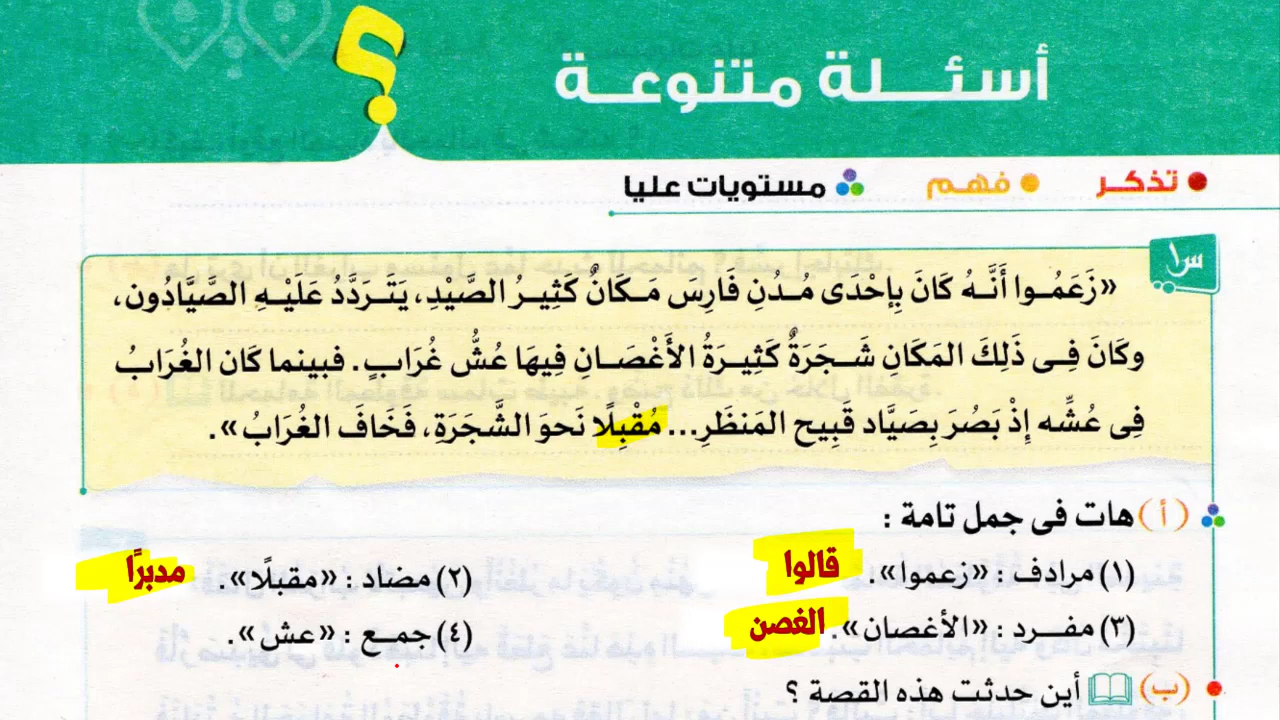 أسئلة متنوعة
؟
تذكر فهم مستويات عليا
س١
«زَعَمُوا أَنَّهُ كَانَ بِإِحْدَى مُدُنِ فَارِسَ مَكَانٌ كَثِيرُ الصَّيْدِ، يَتَرَدَّدُ عَلَيْهِ الصَّيَّادُون،
وكَانَ فِى ذَلِكَ المَكَانِ شَجَرَةٌ كَثِيرَةُ الأَغْصَانِ فِيهَا عُشُّ غُرَابٍ. فبينما كَان الغُرَابُ
فِى عُشِّه إِذْ بَصُرَ بِصَيَّاد قَبِيح المَنظَرِ... مُقْبِلًا نَحوَ الشَّجَرَةِ، فَخَافَ الغُرَابُ».
(أ) هات فى جمل تامة :
(١) مرادف : «زعموا». قالوا
(٢) مضاد : «مقبلًا». مدبرًا
(٣) مفرد : «الأغصان». الغصن
(٤) جمع : «عش».
(ب) أين حدثت هذه القصة ؟